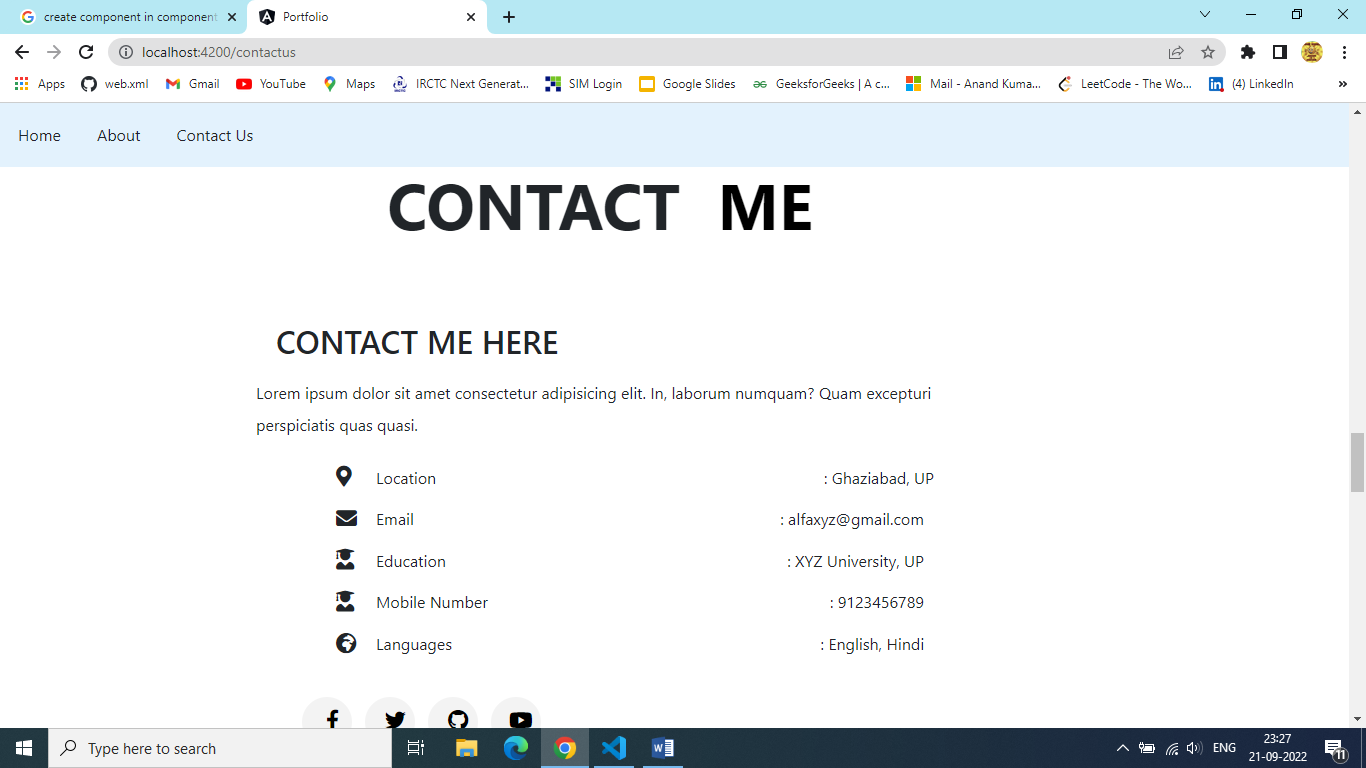 create component in component
Portfolio
localhost:4200/contactus
Apps web.xml Gmail YouTube Maps IRCTC Next Generat... SIM Login Google Slides GeeksforGeeks | A c... Mail - Anand Kuma... LeetCode - The Wo... (4) LinkedIn »
Home About Contact Us
CONTACT ME
CONTACT ME HERE
Lorem ipsum dolor sit amet consectetur adipisicing elit. In, laborum numquam? Quam excepturi
perspiciatis quas quasi.
Location : Ghaziabad, UP
Email : alfaxyz@gmail.com
Education : XYZ University, UP
Mobile Number : 9123456789
Languages : English, Hindi
Type here to search
ENG
23:27
21-09-2022
11